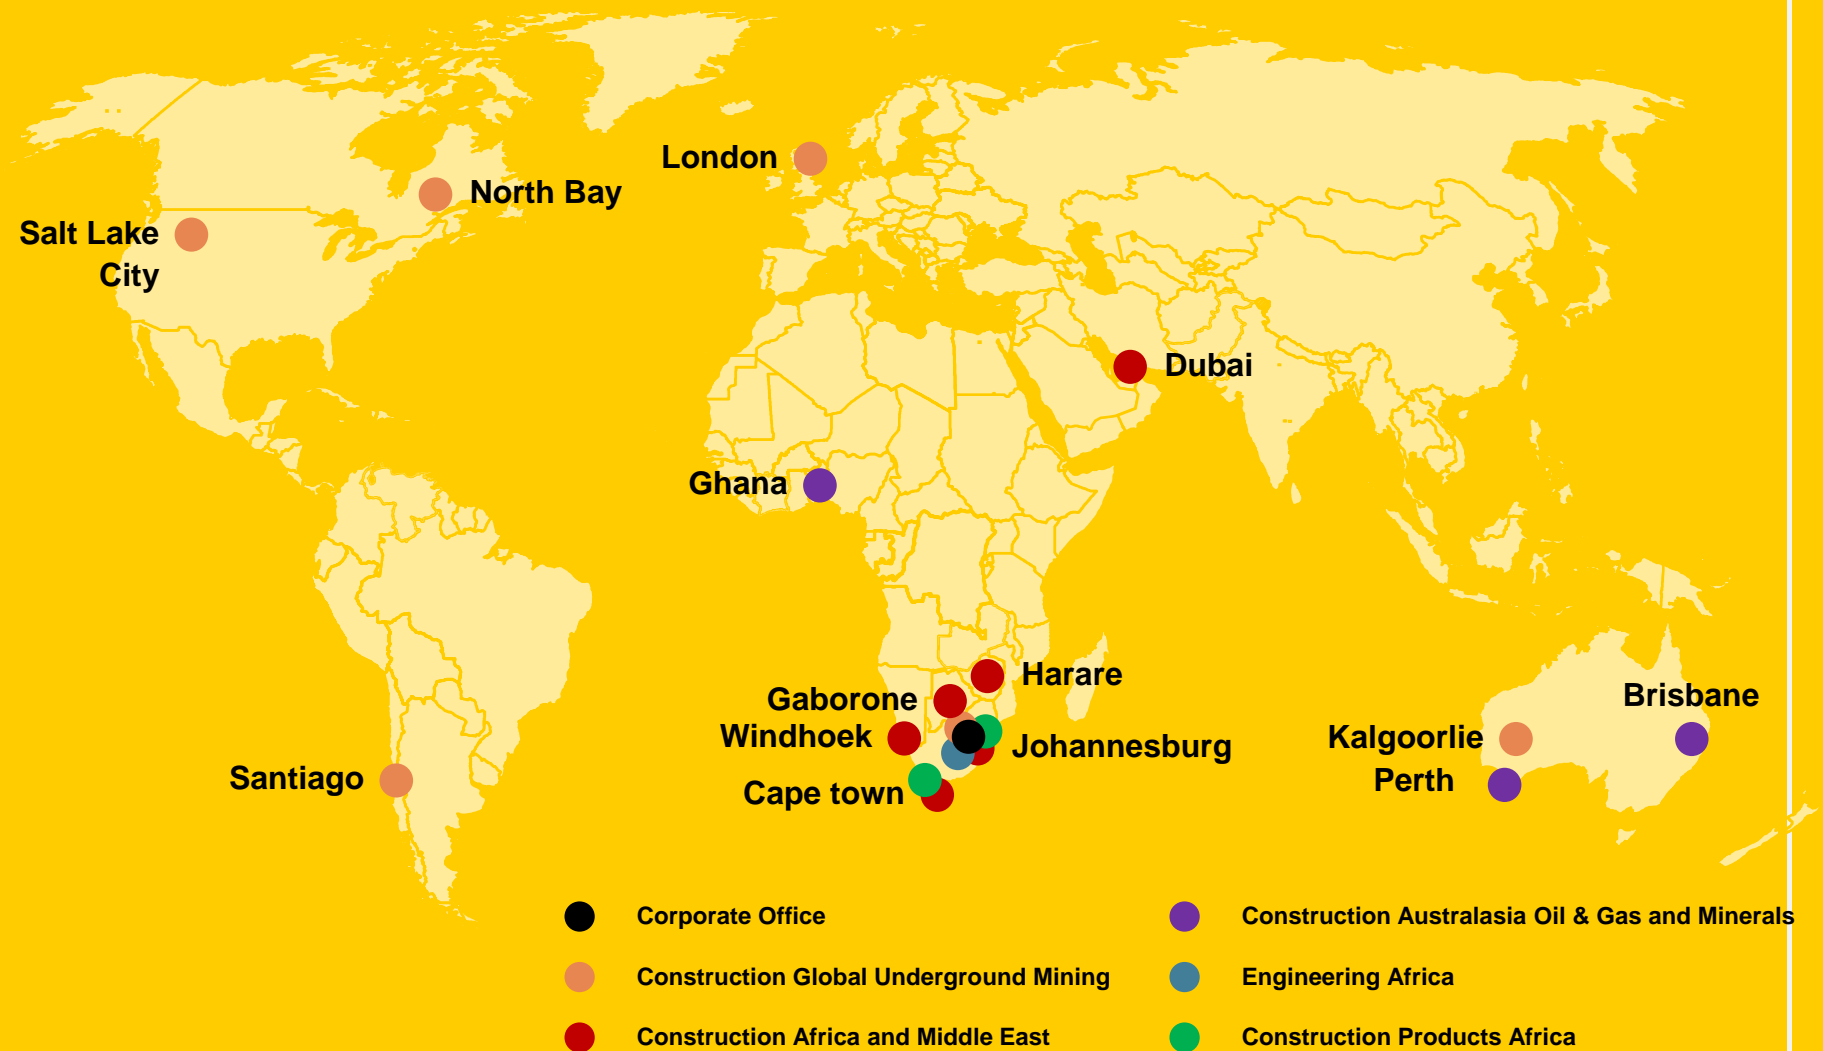 London
North Bay
Salt Lake
City
Dubai
Ghana
Harare
Gaborone
Brisbane
Windhoek
Johannesburg
Kalgoorlie
Santiago
Cape town
Perth
Corporate Office
Construction Australasia Oil & Gas and Minerals
Construction Global Underground Mining
Engineering Africa
Construction Africa and Middle East
Construction Products Africa